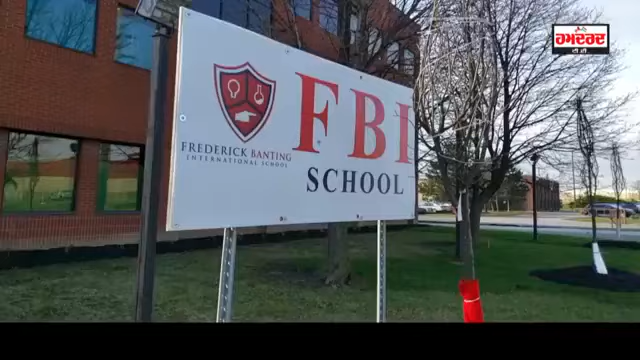 ਹਮਦਰਦ
ਟੀ.ਵੀ
FREDERICK BANTING
INTERNATIONAL SCHOOL
FBI
SCHOOL